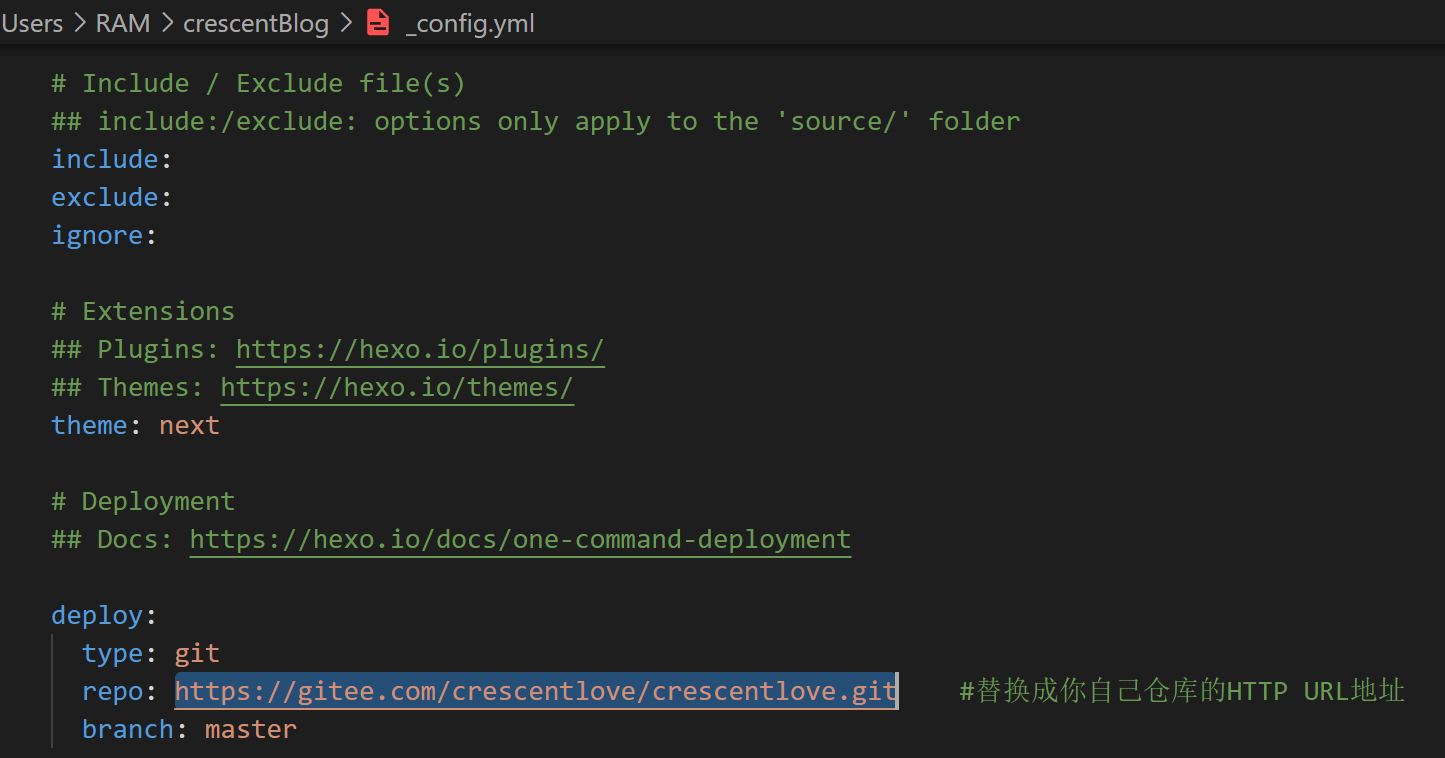 Users > RAM > crescentBlog > _config.yml
# Include / Exclude file(s)
## include:/exclude: options only apply to the 'source/' folder
include:
exclude:
ignore:
# Extensions
## Plugins: https://hexo.io/plugins/
## Themes: https://hexo.io/themes/
theme: next
# Deployment
## Docs: https://hexo.io/docs/one-command-deployment
deploy:
type: git
repo: https://gitee.com/crescentlove/crescentlove.git #替换成你自己仓库的HTTP URL地址
branch: master